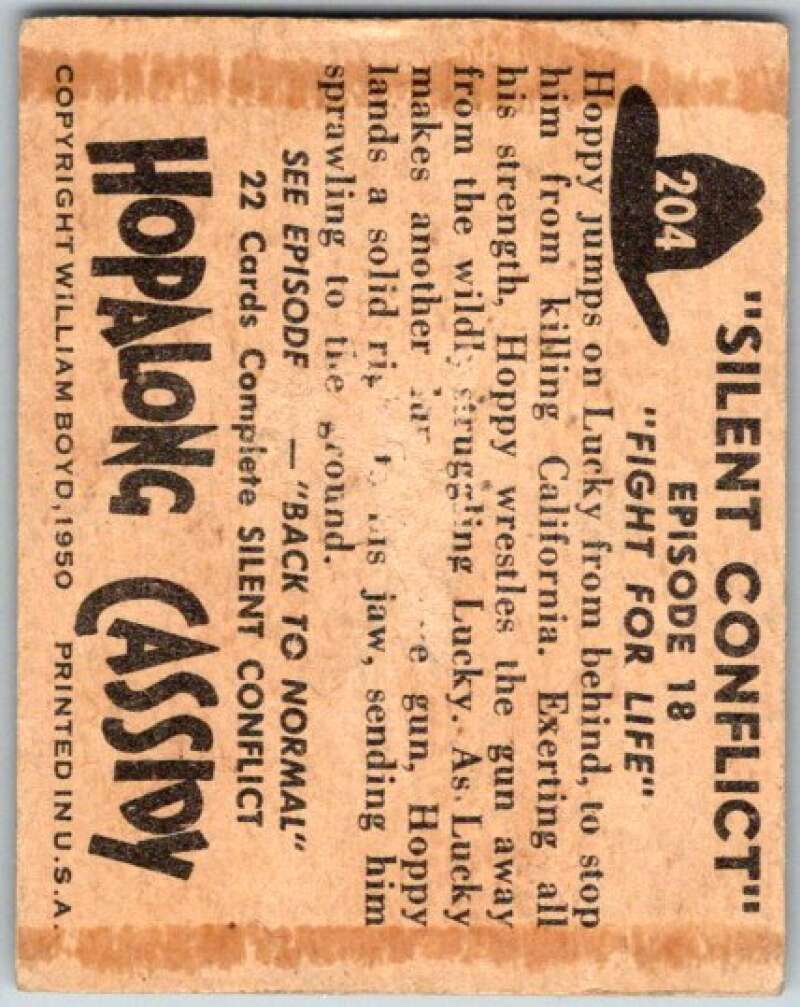 204
"SILENT CONFLICT"
EPISODE 18
"FIGHT FOR LIFE"
Hoppy jumps on Lucky from behind, to stop
him from killing California. Exerting all
his strength, Hoppy wrestles the gun away
from the wildly struggling Lucky. As Lucky
makes another gun, Hoppy
lands a solid jaw, sending him
sprawling to the ground.
SEE EPISODE — "BACK TO NORMAL"
22 Cards Complete SILENT CONFLICT
HOPALONG CASSIDY
COPYRIGHT WILLIAM BOYD, 1950 PRINTED IN U.S.A.